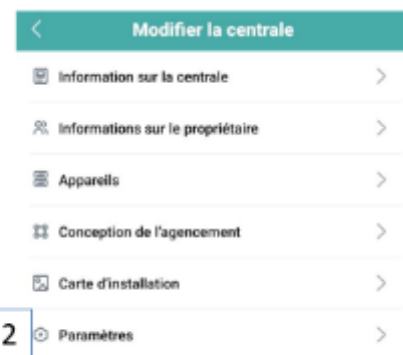 Modifier la centrale
Information sur la centrale
Informations sur le propriétaire
Appareils
Conception de l'agencement
Carte d'installation
2 Paramètres